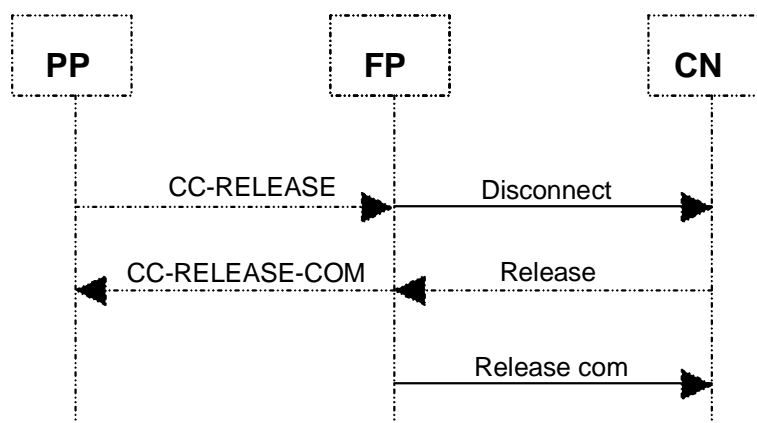 PP FP CN
CC-RELEASE Disconnect
CC-RELEASE-COM Release
Release com